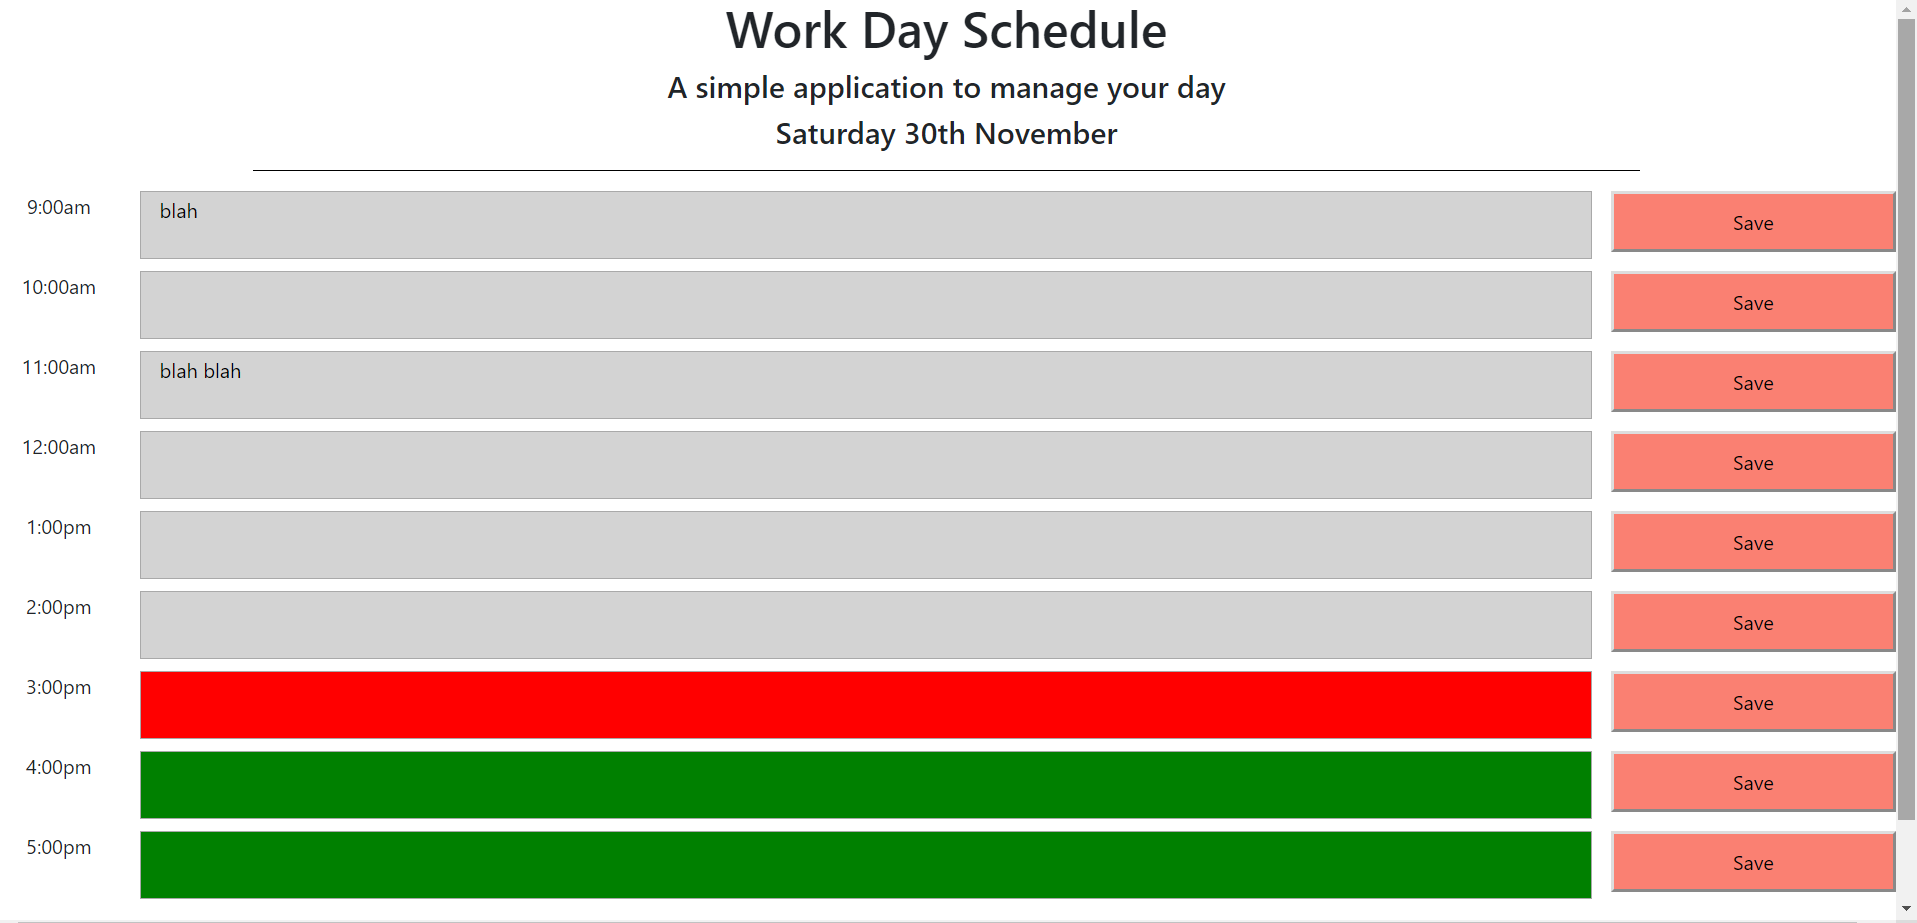 Work Day Schedule
A simple application to manage your day
Saturday 30th November
9:00am blah Save
10:00am Save
11:00am blah blah Save
12:00am Save
1:00pm Save
2:00pm Save
3:00pm Save
4:00pm Save
5:00pm Save